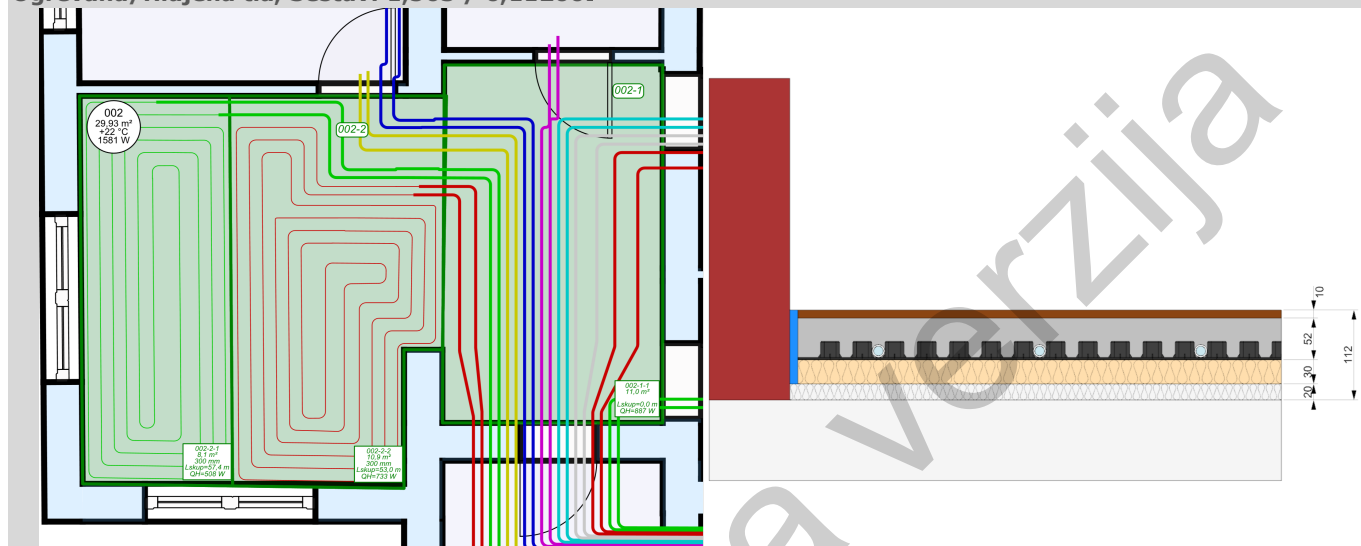 002
29,93 m²
+22 °C
1581 W
002-2
002-1
002-2-1
8,1 m²
300 mm
Lskup=57,4 m
QH=508 W
002-2-2
10,9 m²
300 mm
Lskup=53,0 m
QH=733 W
002-1-1
11,0 m²
Lskup=0,0 m
QH=887 W
10
52
30
20
112
verzija